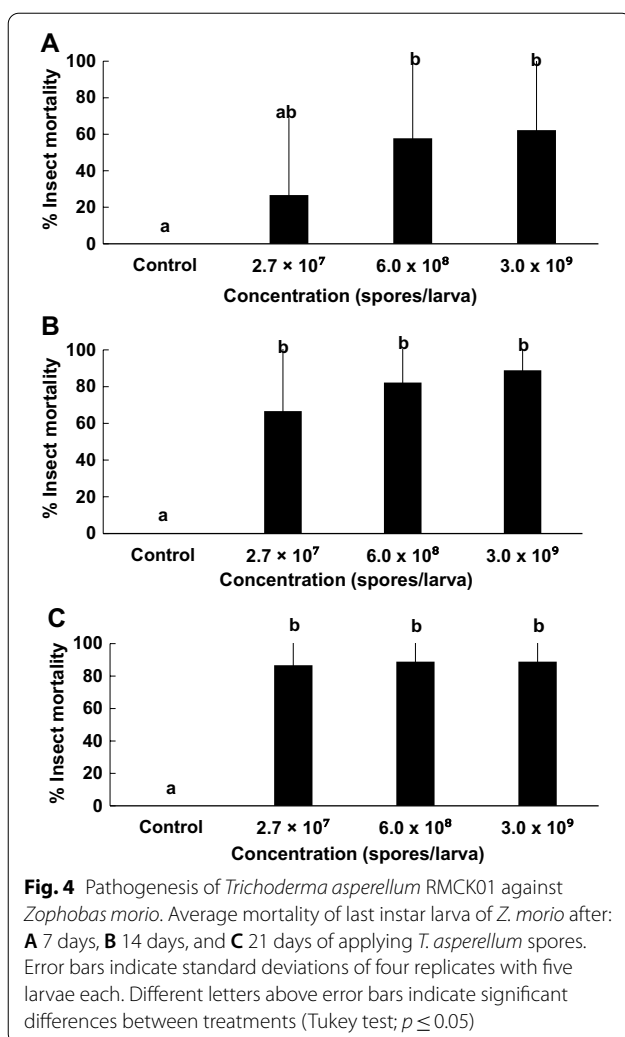 A
% Insect mortality
100
80
60
40
20
0
a
ab
b
b
Control
2.7 × 10⁷
6.0 x 10⁸
3.0 x 10⁹
Concentration (spores/larva)
B
% Insect mortality
100
80
60
40
20
0
a
b
b
b
Control
2.7 × 10⁷
6.0 x 10⁸
3.0 x 10⁹
Concentration (spores/larva)
C
% Insect mortality
100
80
60
40
20
0
a
b
b
b
Control
2.7 × 10⁷
6.0 x 10⁸
3.0 x 10⁹
Concentration (spores/larva)
Fig. 4 Pathogenesis of Trichoderma asperellum RMCK01 against
Zophobas morio. Average mortality of last instar larva of Z. morio after:
A 7 days, B 14 days, and C 21 days of applying T. asperellum spores.
Error bars indicate standard deviations of four replicates with five
larvae each. Different letters above error bars indicate significant
differences between treatments (Tukey test; p ≤ 0.05)